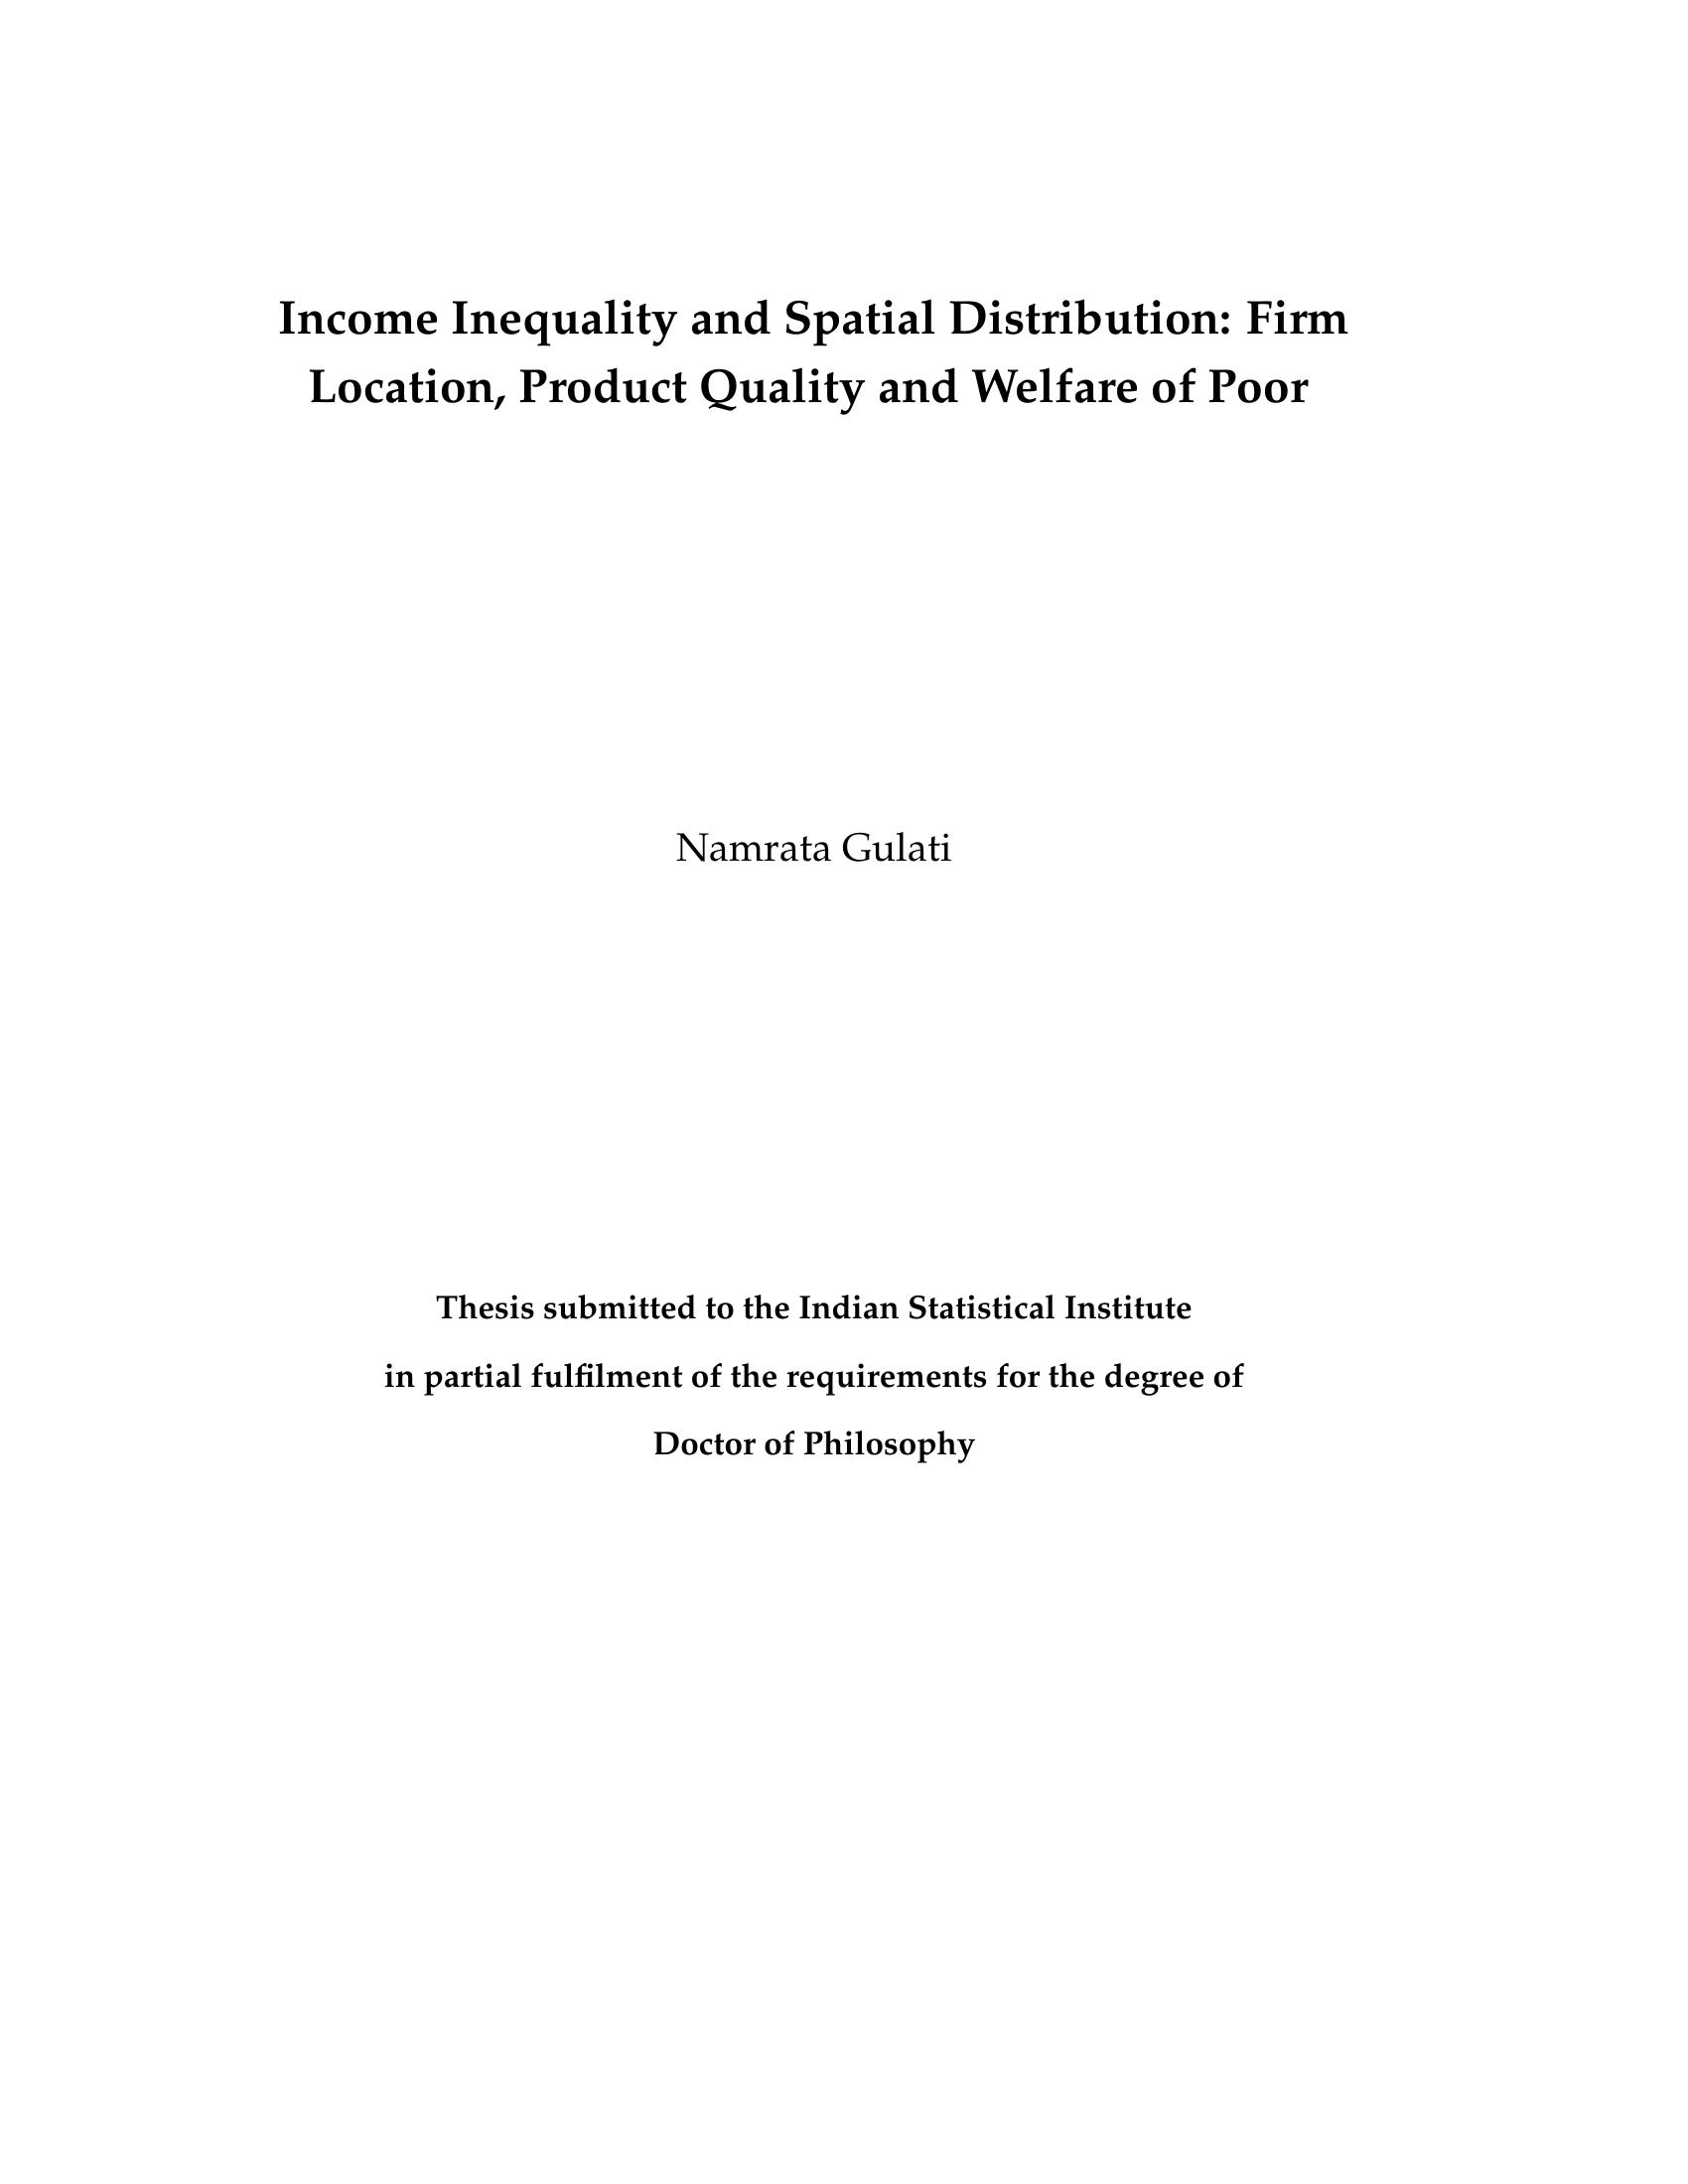 Income Inequality and Spatial Distribution: Firm
Location, Product Quality and Welfare of Poor
Namrata Gulati
Thesis submitted to the Indian Statistical Institute
in partial fulfilment of the requirements for the degree of
Doctor of Philosophy